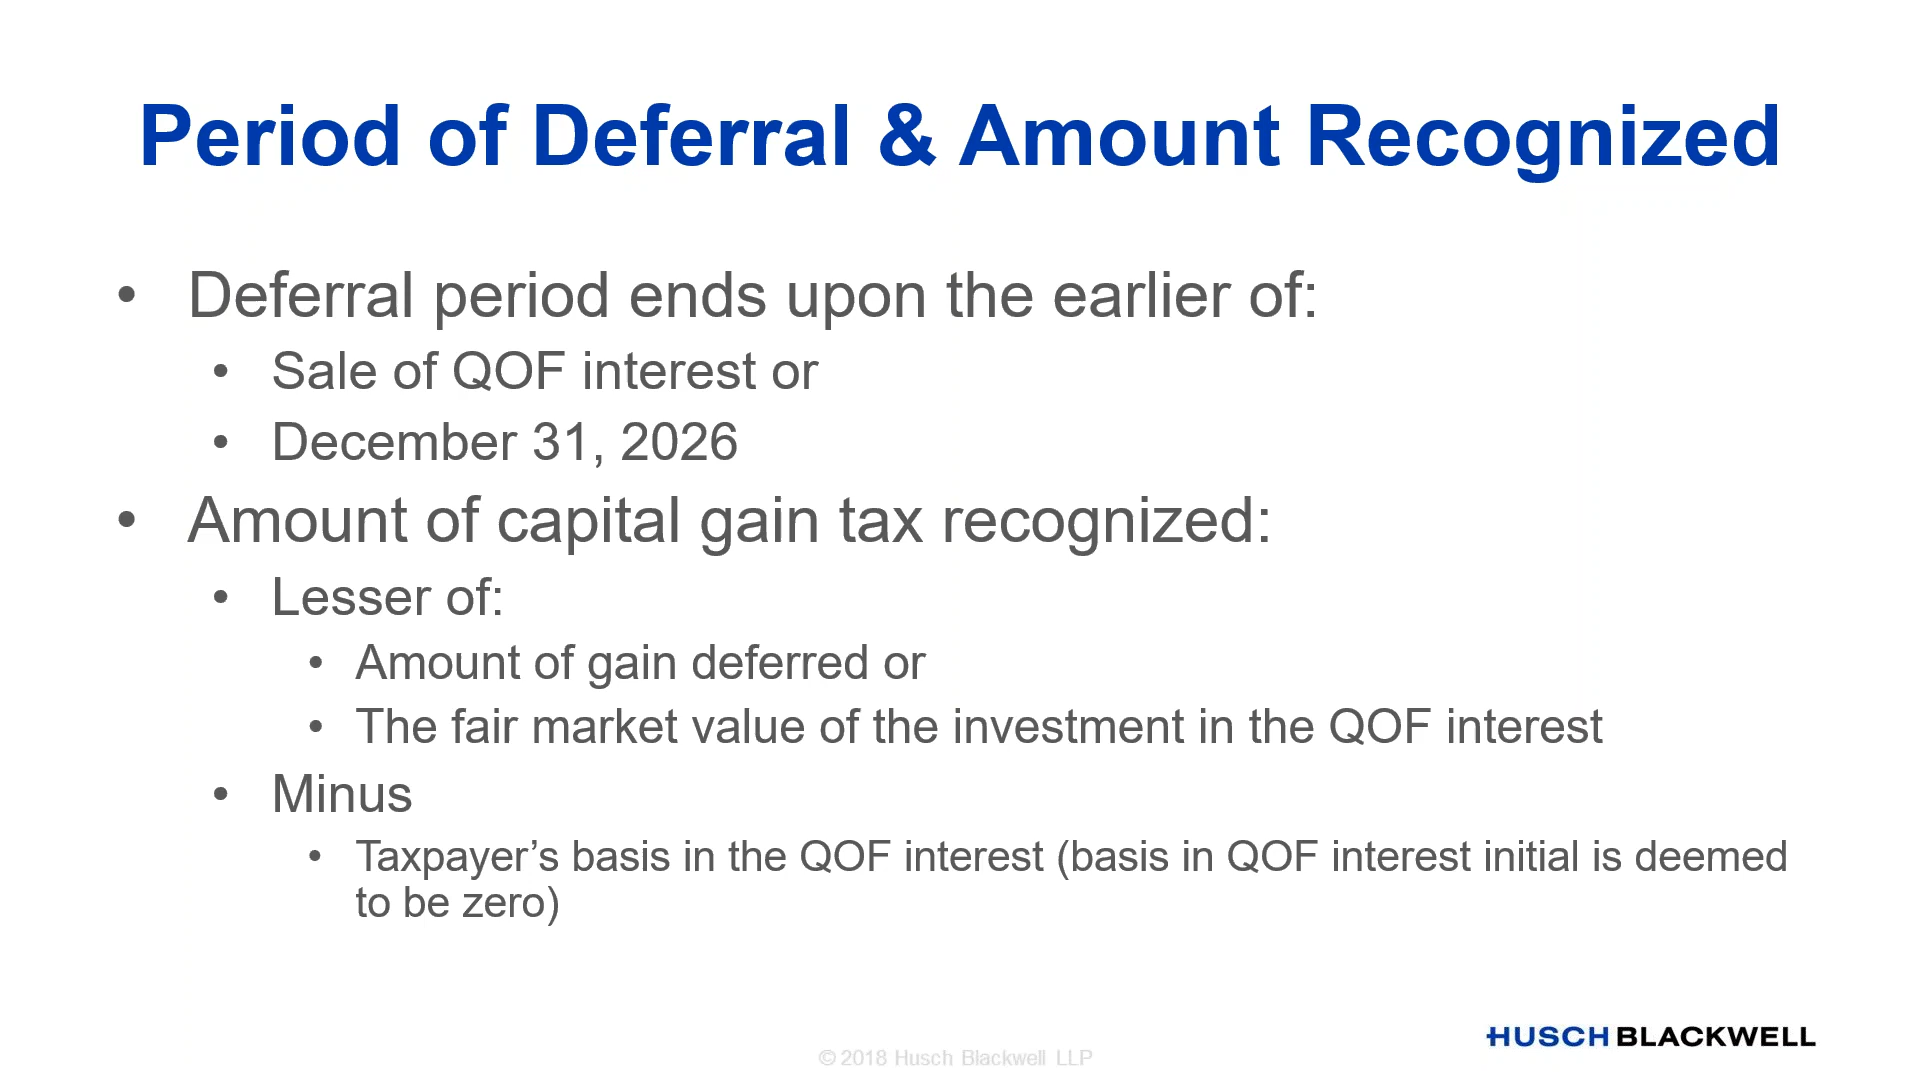 Period of Deferral & Amount Recognized
• Deferral period ends upon the earlier of:
• Sale of QOF interest or
• December 31, 2026
• Amount of capital gain tax recognized:
• Lesser of:
• Amount of gain deferred or
• The fair market value of the investment in the QOF interest
• Minus
• Taxpayer’s basis in the QOF interest (basis in QOF interest initial is deemed
to be zero)
HUSCH BLACKWELL
© 2018 Husch Blackwell LLP